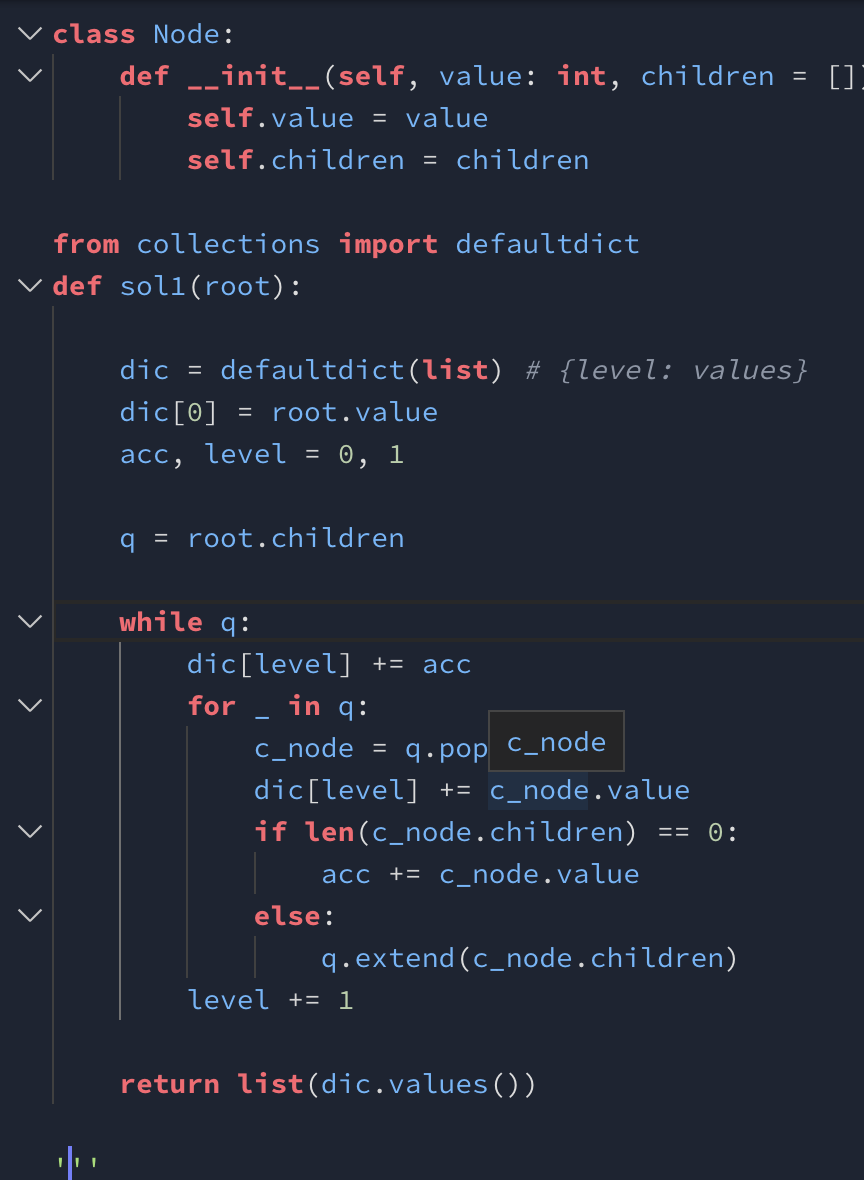 class Node:
    def __init__(self, value: int, children = [])
        self.value = value
        self.children = children

from collections import defaultdict
def sol1(root):

    dic = defaultdict(list) # {level: values}
    dic[0] = root.value
    acc, level = 0, 1

    q = root.children

    while q:
        dic[level] += acc
        for _ in q:
            c_node = q.pop
c_node
            dic[level] += c_node.value
            if len(c_node.children) == 0:
                acc += c_node.value
            else:
                q.extend(c_node.children)
        level += 1

    return list(dic.values())

'''